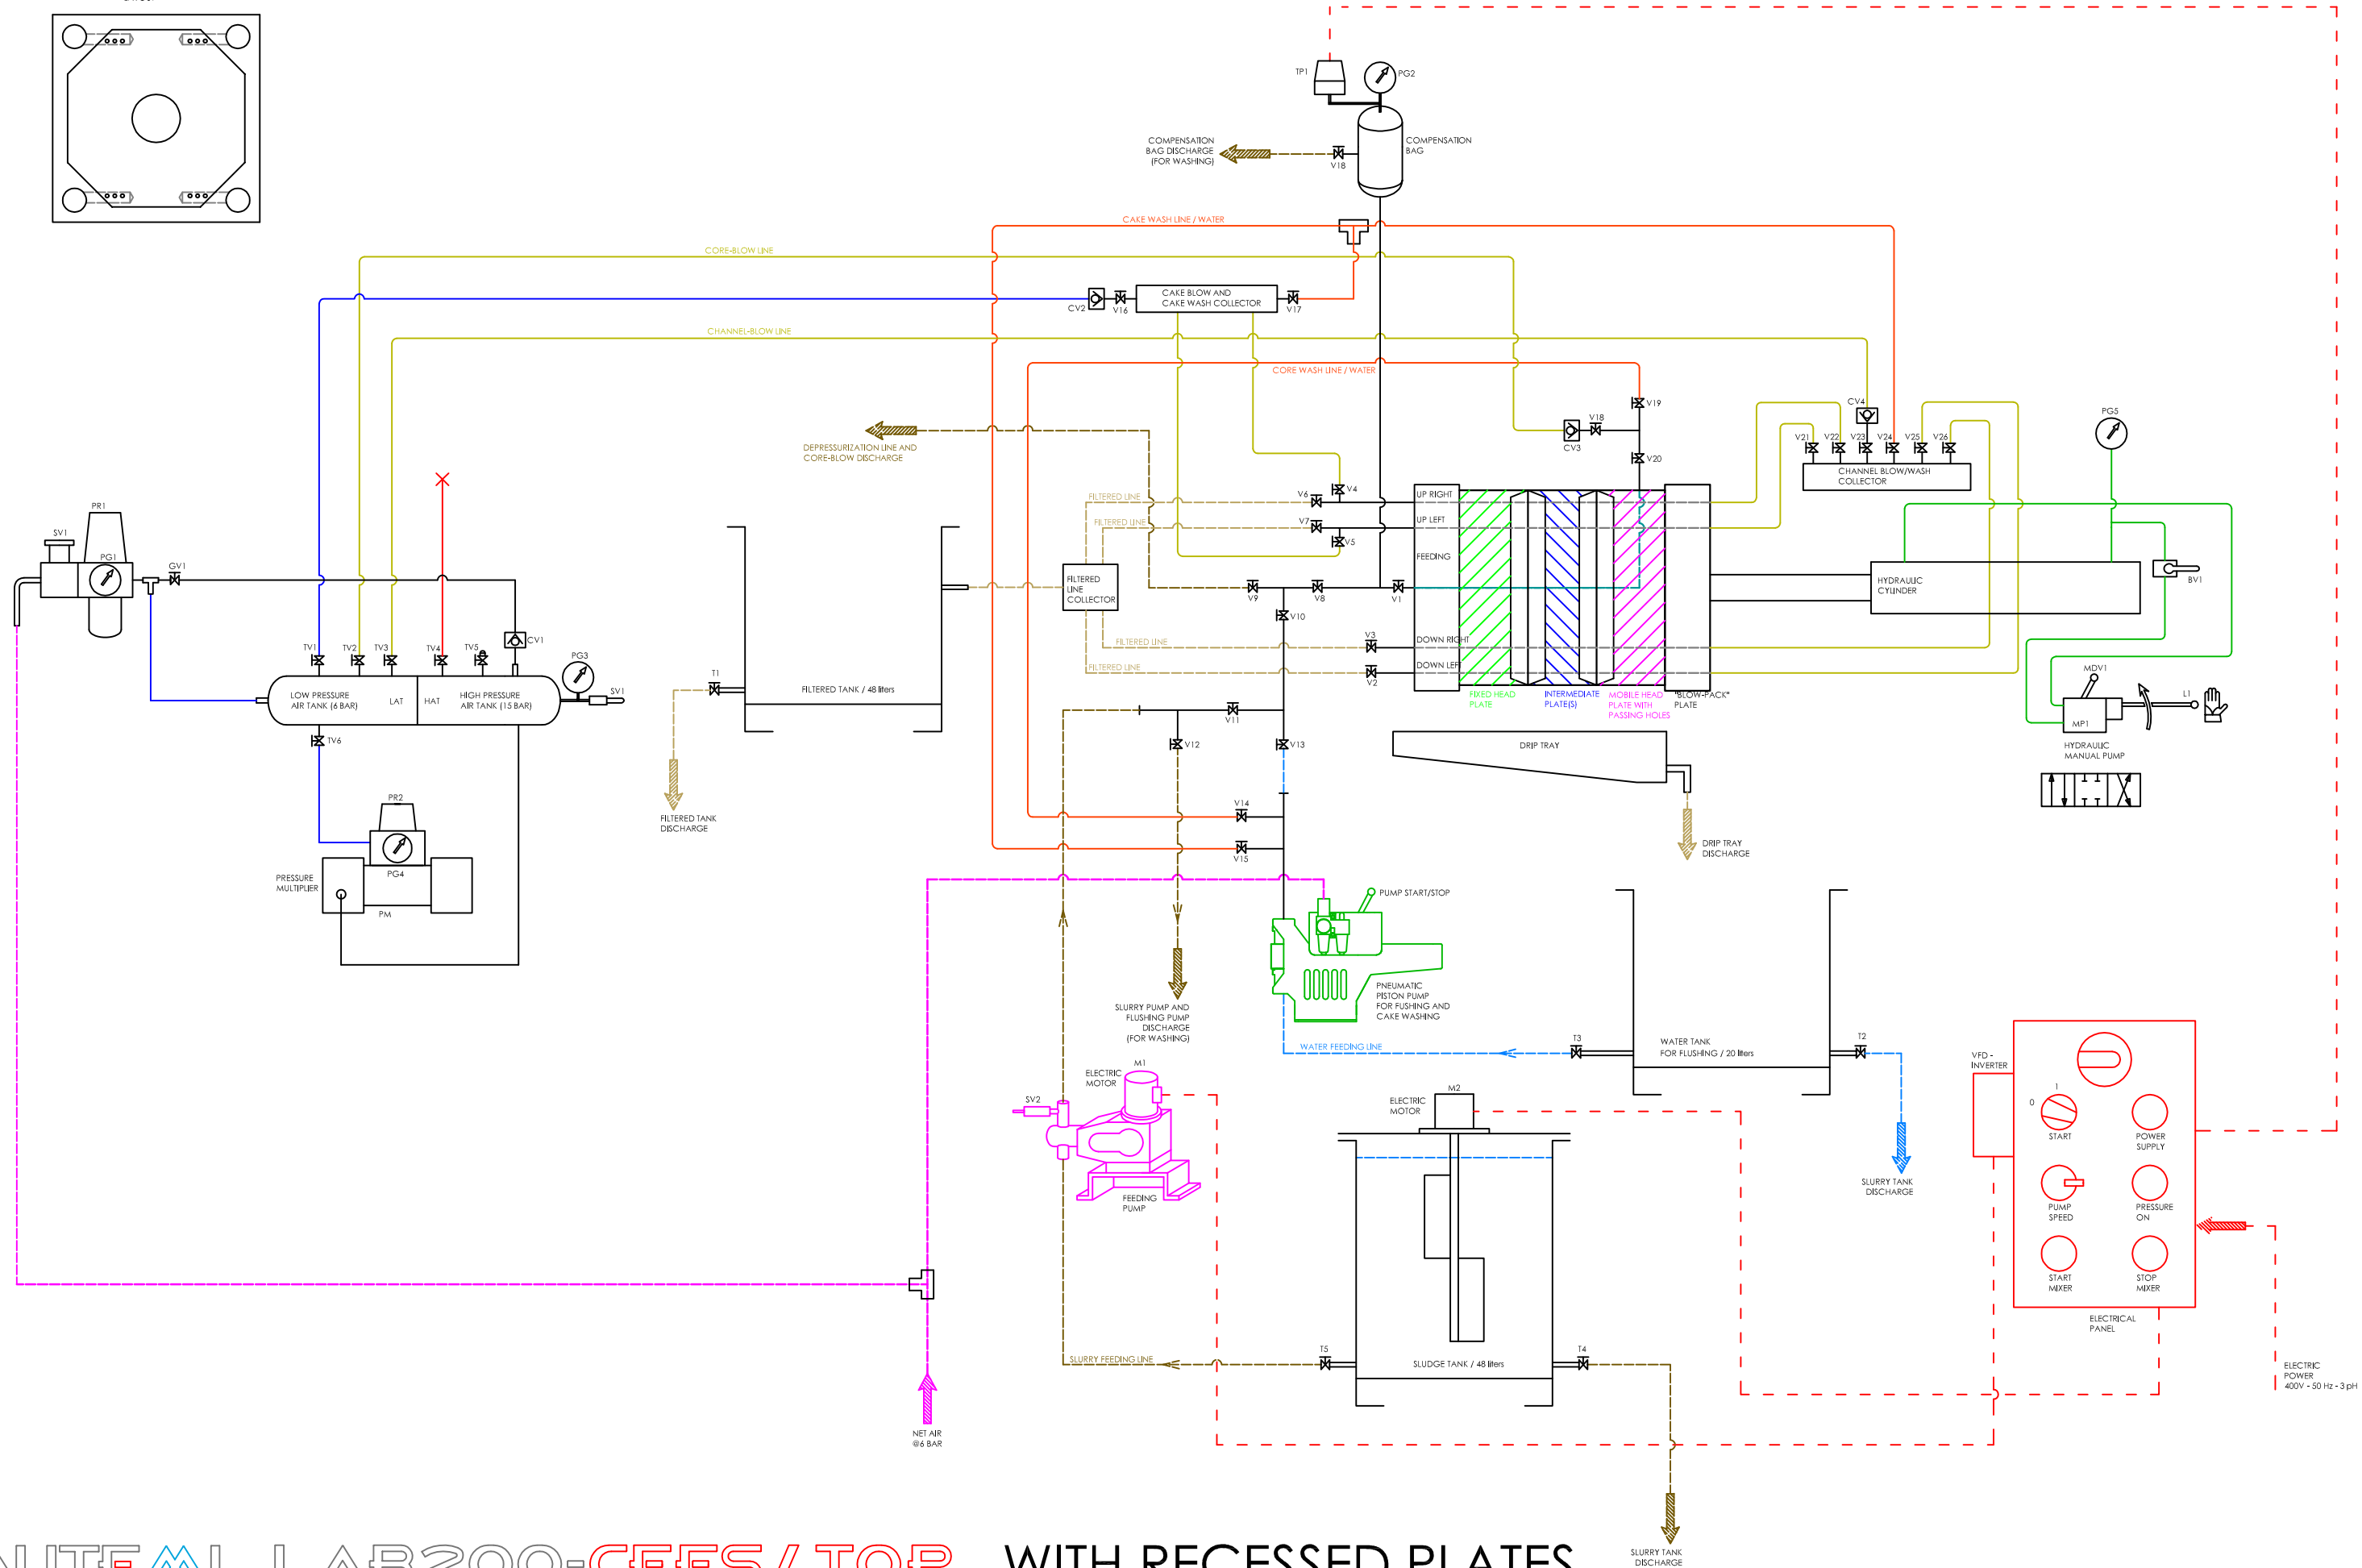 TP1
PG2
COMPENSATION
BAG DISCHARGE
(FOR WASHING)
V18
COMPENSATION
BAG
CAKE WASH LINE / WATER
CORE-BLOW LINE
CAKE BLOW AND
CAKE WASH COLLECTOR
CV2
V16
V17
CHANNEL-BLOW LINE
CORE WASH LINE / WATER
V19
V18
CV3
V20
CV4
V21
V22
V23
V24
V25
V26
CHANNEL BLOW/WASH
COLLECTOR
PG5
DEPRESSURIZATION LINE AND
CORE-BLOW DISCHARGE
FILTERED LINE
V6
V4
UP RIGHT
FILTERED LINE
V7
V5
UP LEFT
FEEDING
PR1
SV1
PG1
GV1
CV1
FILTERED
LINE
COLLECTOR
V9
V8
V1
V10
HYDRAULIC
CYLINDER
BV1
TV1
TV2
TV3
TV4
TV5
PG3
SV1
LOW PRESSURE
AIR TANK (6 BAR)
LAT
HAT
HIGH PRESSURE
AIR TANK (15 BAR)
TV6
T1
FILTERED TANK / 48 liters
FILTERED LINE
V3
DOWN RIGHT
FILTERED LINE
V2
DOWN LEFT
FIXED HEAD
PLATE
INTERMEDIATE
PLATE(S)
MOBILE HEAD
PLATE WITH
PASSING HOLES
"BLOW-PACK"
PLATE
MDV1
L1
MP1
HYDRAULIC
MANUAL PUMP
V11
V12
V13
DRIP TRAY
V14
V15
DRIP TRAY
DISCHARGE
FILTERED TANK
DISCHARGE
PR2
PG4
PRESSURE
MULTIPLIER
PM
PUMP START/STOP
PNEUMATIC
PISTON PUMP
FOR FUSHING AND
CAKE WASHING
SLURRY PUMP AND
FLUSHING PUMP
DISCHARGE
(FOR WASHING)
WATER FEEDING LINE
T3
WATER TANK
FOR FLUSHING / 20 liters
T2
SLURRY TANK
DISCHARGE
M1
ELECTRIC
MOTOR
SV2
FEEDING
PUMP
M2
ELECTRIC
MOTOR
VFD -
INVERTER
1
0
START
POWER
SUPPLY
PUMP
SPEED
PRESSURE
ON
START
MIXER
STOP
MIXER
ELECTRICAL
PANEL
ELECTRIC
POWER
400V - 50 Hz - 3 pH
SLURRY FEEDING LINE
T5
SLUDGE TANK / 48 liters
T4
NET AIR
@6 BAR
SLURRY TANK
DISCHARGE
WITH RECESSED PLATES